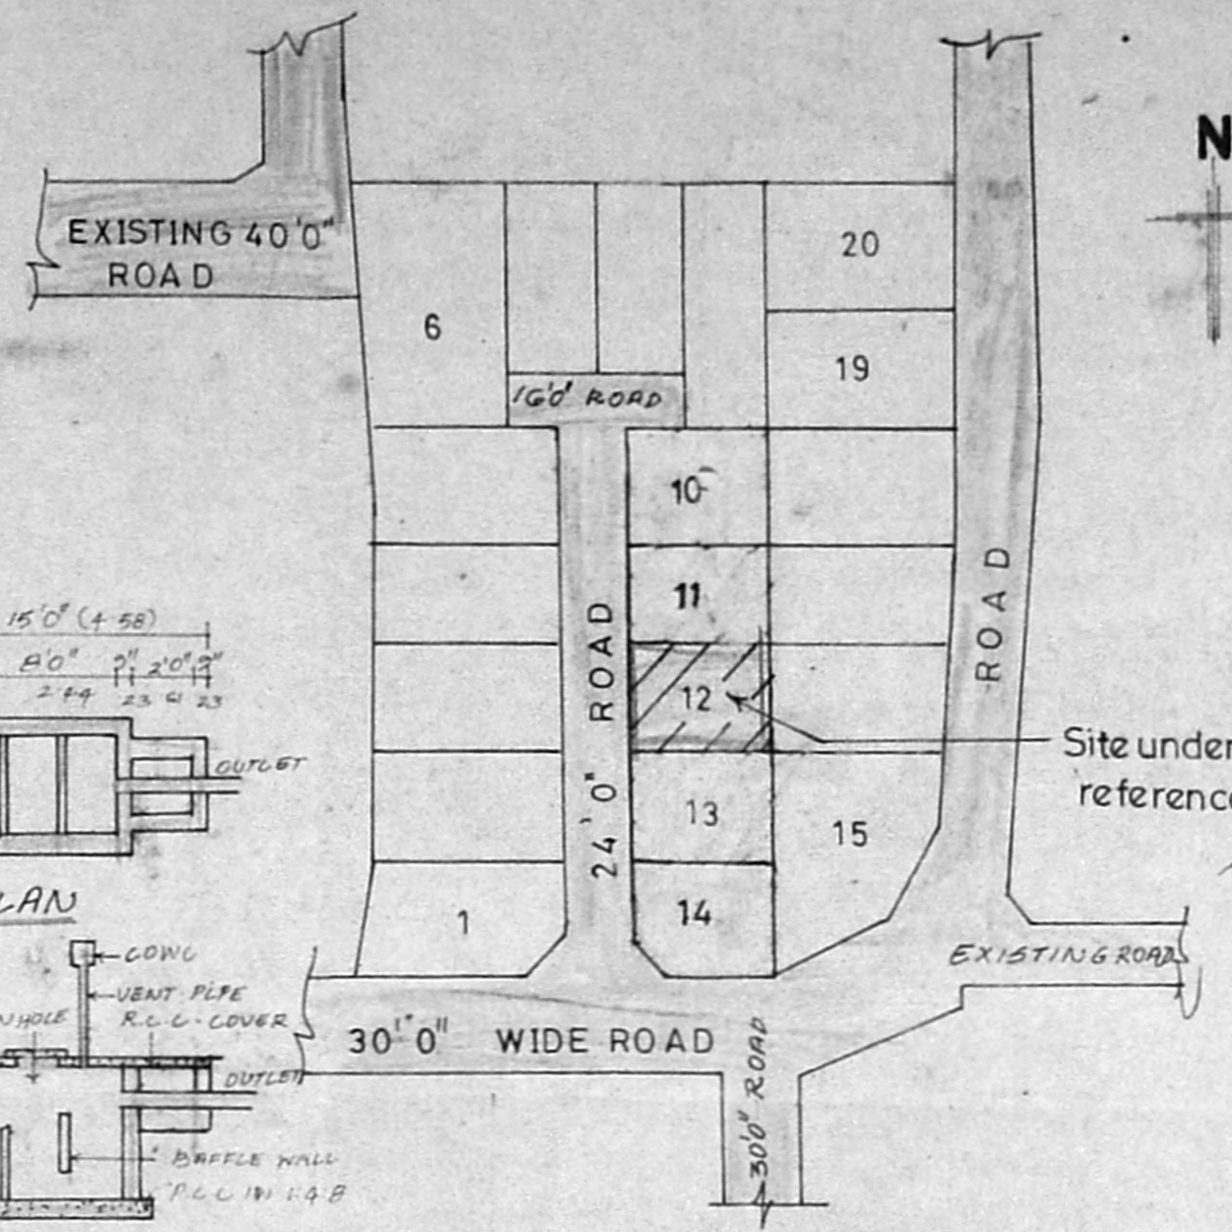 N
EXISTING 40'0"
ROAD
20
6
19
16'0" ROAD
10
11
12
13
14
15
1
24'0" ROAD
ROAD
Site under
reference
15'0" (4.58)
8'0" 9" 2'0" 9"
2.44 23 61 23
OUTLET
LAN
COWL
VENT PIPE
NHOLE
R.C.C. COVER
OUTLET
BAFFLE WALL
P.C.C IN 1:4:8
30'0" WIDE ROAD
30'0" ROAD
EXISTING ROAD